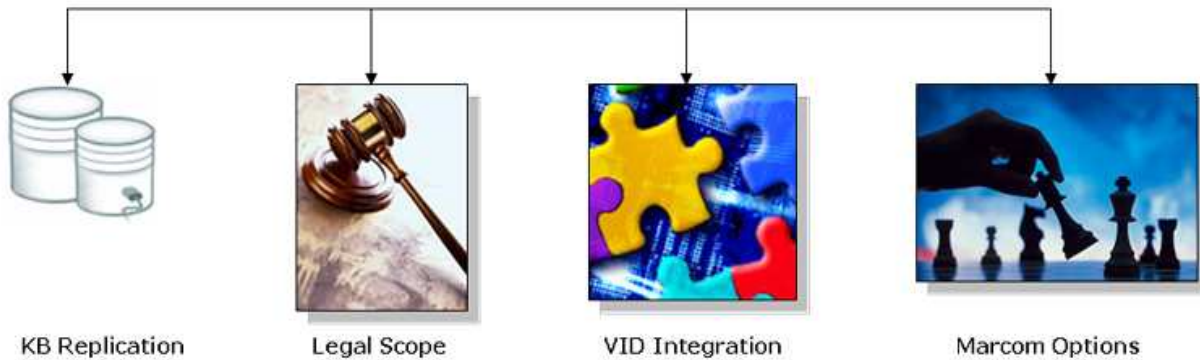 KB Replication
Legal Scope
VID Integration
Marcom Options